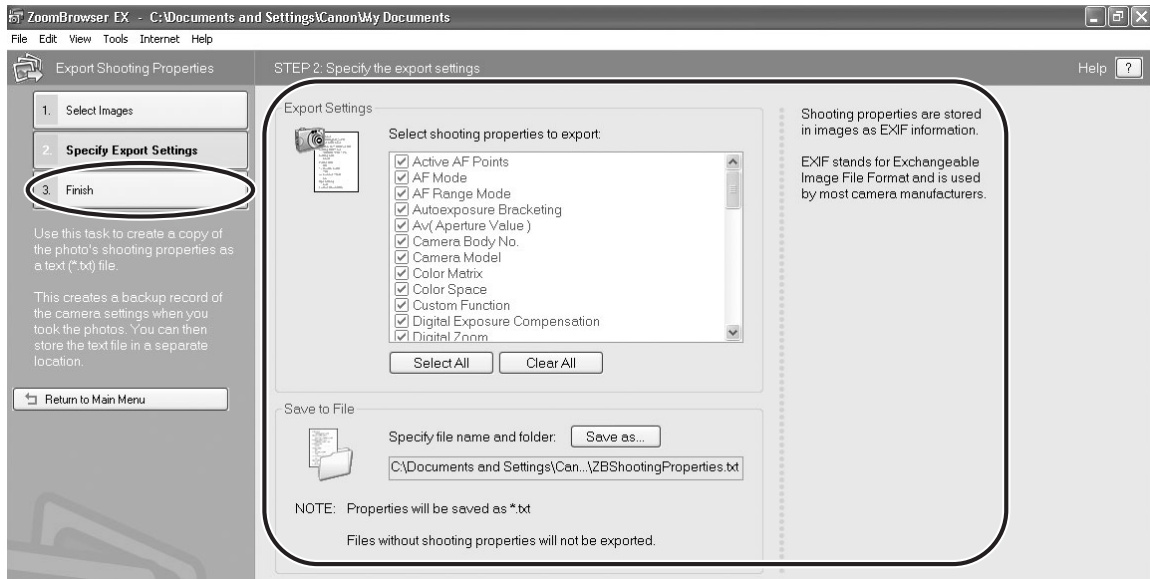 ZoomBrowser EX - C:\Documents and Settings\Canon\My Documents
File Edit View Tools Internet Help
Export Shooting Properties
STEP 2: Specify the export settings
Help ?
1. Select Images
2. Specify Export Settings
3. Finish
Use this task to create a copy of
the photo's shooting properties as
a text (*.txt) file.
This creates a backup record of
the camera settings when you
took the photos. You can then
store the text file in a separate
location.
Return to Main Menu
Export Settings
Select shooting properties to export:
Active AF Points
AF Mode
AF Range Mode
Autoexposure Bracketing
Av( Aperture Value )
Camera Body No.
Camera Model
Color Matrix
Color Space
Custom Function
Digital Exposure Compensation
Digital Zoom
Select All
Clear All
Save to File
Specify file name and folder:
Save as...
C:\Documents and Settings\Can...\ZBShootingProperties.txt
NOTE: Properties will be saved as *.txt
Files without shooting properties will not be exported.
Shooting properties are stored
in images as EXIF information.
EXIF stands for Exchangeable
Image File Format and is used
by most camera manufacturers.